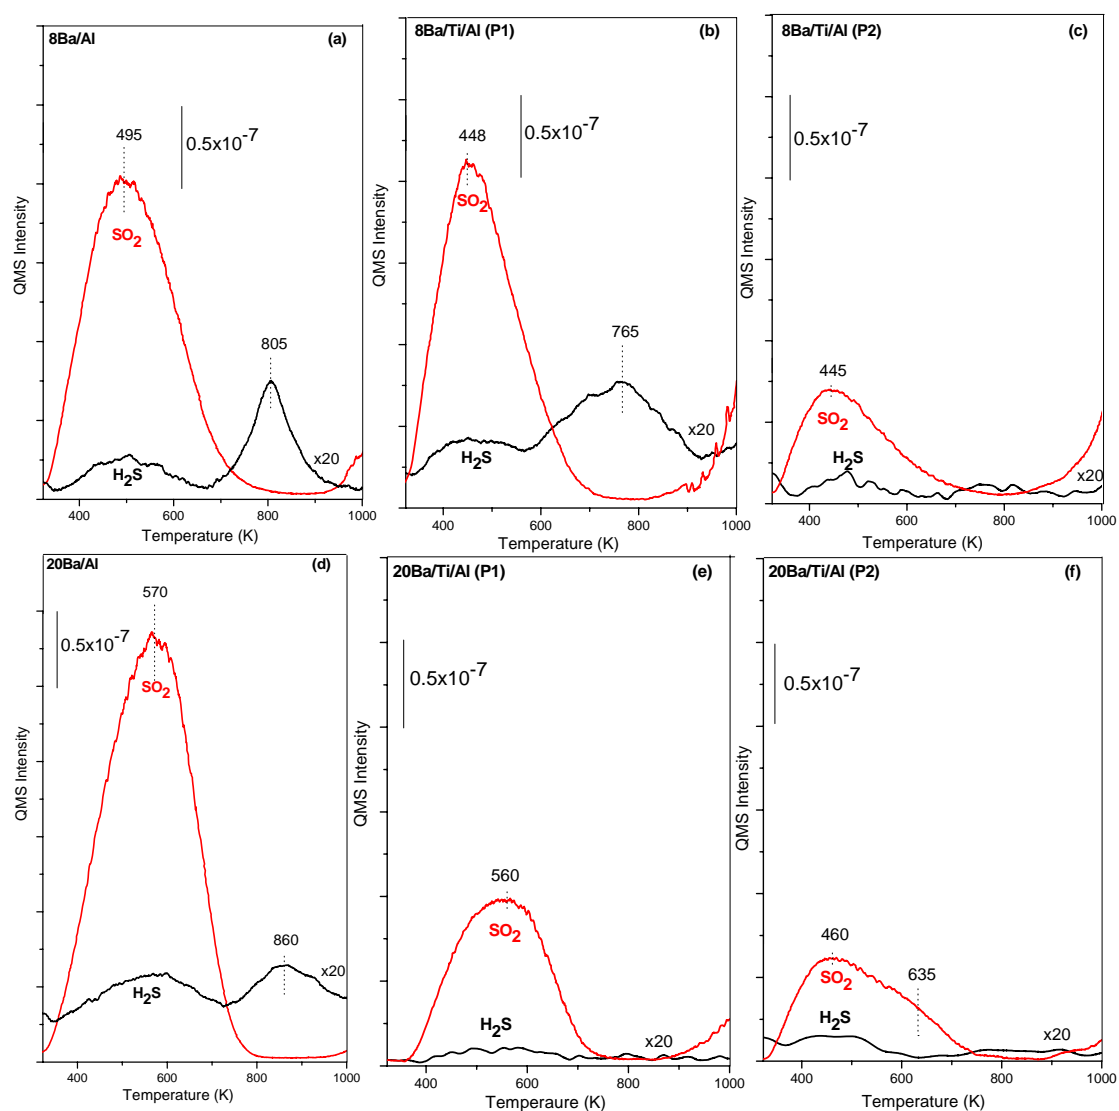 8Ba/Al (a)
495
0.5x10-7
SO2
805
H2S
x20
QMS Intensity
400 600 800 1000
Temperature (K)
8Ba/Ti/Al (P1) (b)
448
0.5x10-7
SO2
765
H2S
x20
QMS Intensity
400 600 800 1000
Temperature (K)
8Ba/Ti/Al (P2) (c)
0.5x10-7
445
SO2
H2S
x20
QMS Intensity
400 600 800 1000
Temperature (K)
20Ba/Al (d)
570
0.5x10-7
SO2
860
H2S
x20
QMS Intensity
400 600 800 1000
Temperature (K)
20Ba/Ti/Al (P1) (e)
0.5x10-7
560
SO2
H2S
x20
QMS Intensity
400 600 800 1000
Temperaure (K)
20Ba/Ti/Al (P2) (f)
0.5x10-7
460
SO2
635
H2S
x20
QMS Intensity
400 600 800 1000
Temperature (K)